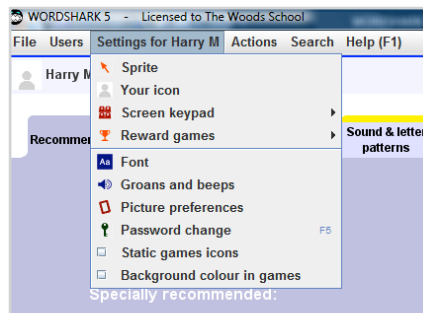 WORDSHARK 5 - Licensed to The Woods School
File Users Settings for Harry M Actions Search Help (F1)
Harry M
Sprite
Your icon
Screen keypad
Reward games
Sound & letter
patterns
Font
Groans and beeps
Picture preferences
Password change F5
Static games icons
Background colour in games
Specially recommended: